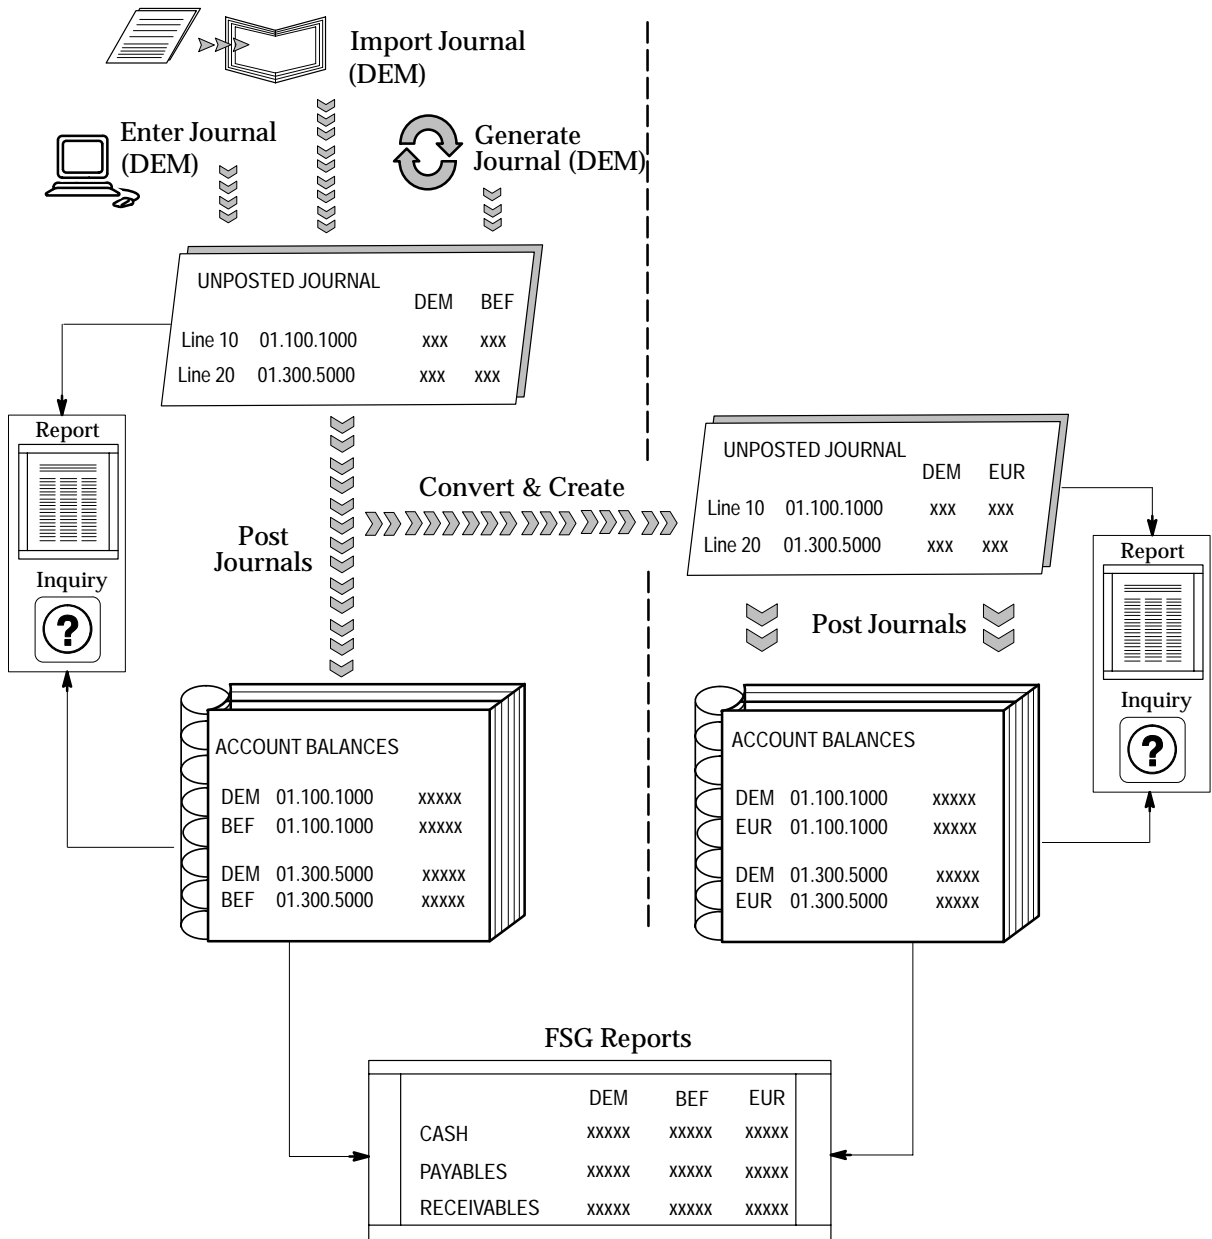 Import Journal
(DEM)
Enter Journal
(DEM)
Generate
Journal (DEM)
UNPOSTED JOURNAL
DEM BEF
Line 10 01.100.1000 xxx xxx
Line 20 01.300.5000 xxx xxx
Report
Inquiry
?
Post
Journals
Convert & Create
UNPOSTED JOURNAL
DEM EUR
Line 10 01.100.1000 xxx xxx
Line 20 01.300.5000 xxx xxx
Post Journals
Report
Inquiry
?
ACCOUNT BALANCES
DEM 01.100.1000 xxxxx
BEF 01.100.1000 xxxxx
DEM 01.300.5000 xxxxx
BEF 01.300.5000 xxxxx
ACCOUNT BALANCES
DEM 01.100.1000 xxxxx
EUR 01.100.1000 xxxxx
DEM 01.300.5000 xxxxx
EUR 01.300.5000 xxxxx
FSG Reports
DEM BEF EUR
CASH xxxxx xxxxx xxxxx
PAYABLES xxxxx xxxxx xxxxx
RECEIVABLES xxxxx xxxxx xxxxx